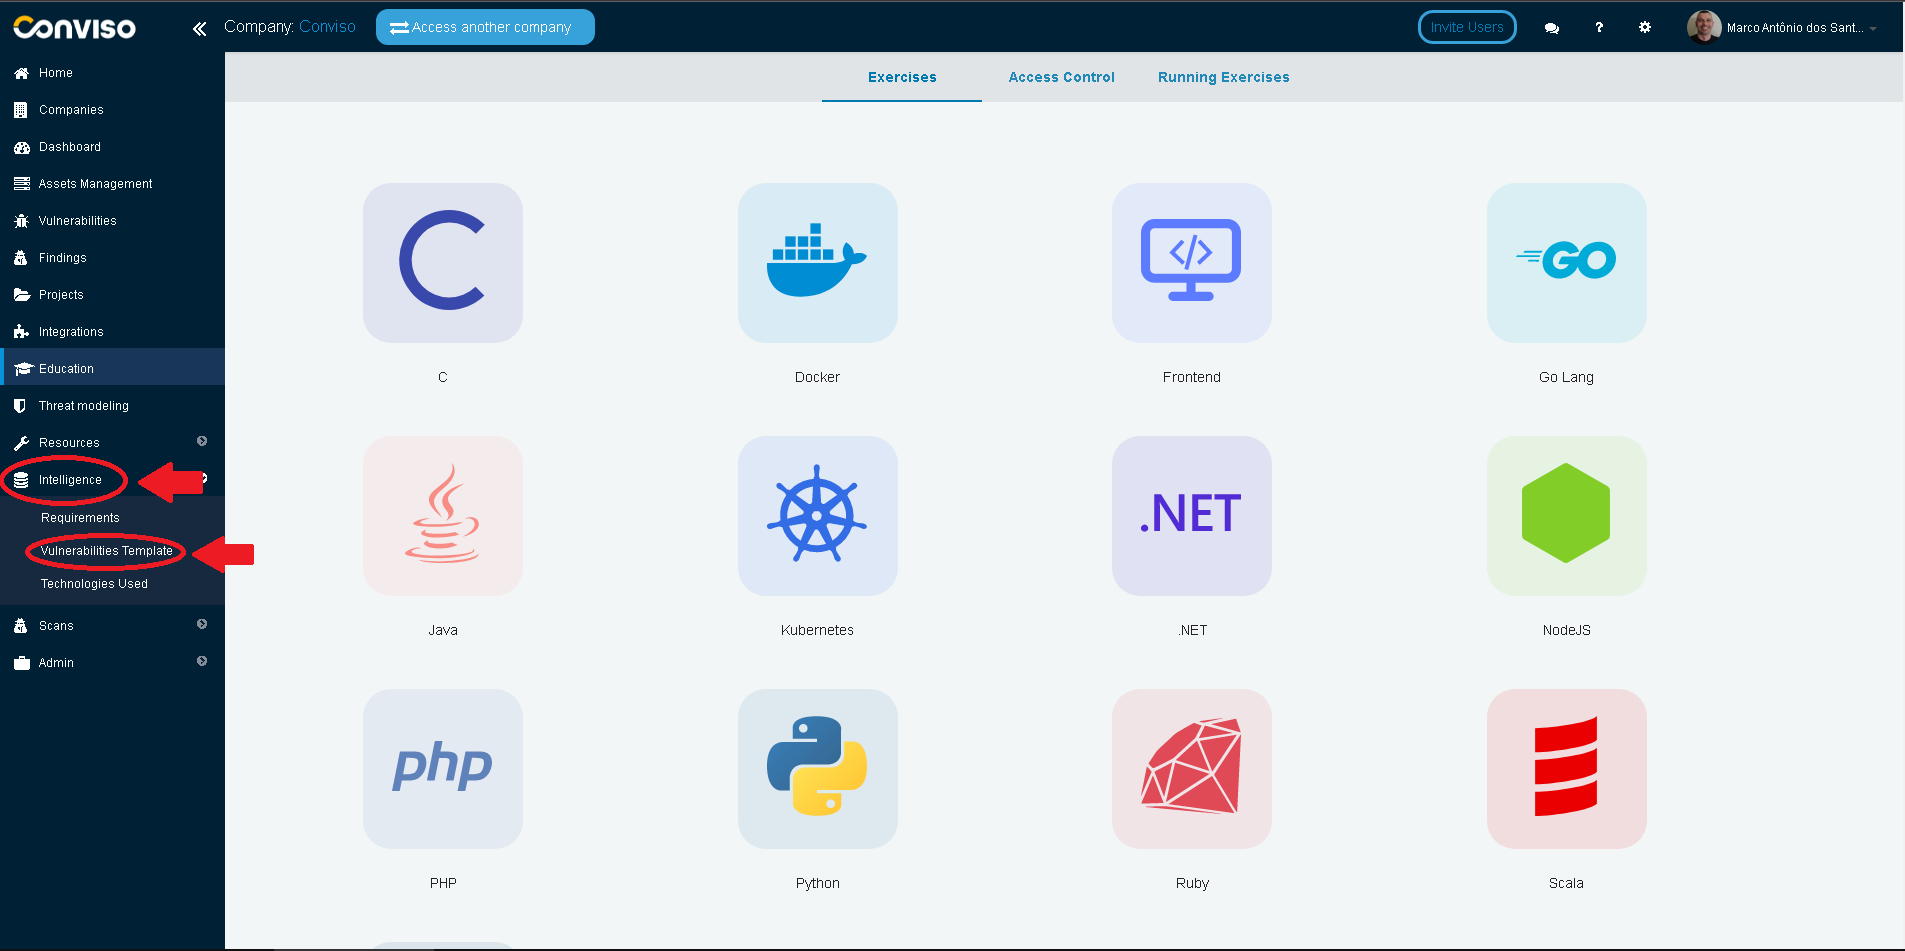 Conviso
Company: Conviso
Access another company
Invite Users
?
Marco Antônio dos Sant...
Home
Companies
Dashboard
Assets Management
Vulnerabilities
Findings
Projects
Integrations
Education
Threat modeling
Resources
Intelligence
Requirements
Vulnerabilities Template
Technologies Used
Scans
Admin
Exercises
Access Control
Running Exercises
C
Docker
</>
Frontend
GO
Go Lang
Java
Kubernetes
.NET
.NET
NodeJS
php
PHP
Python
Ruby
Scala